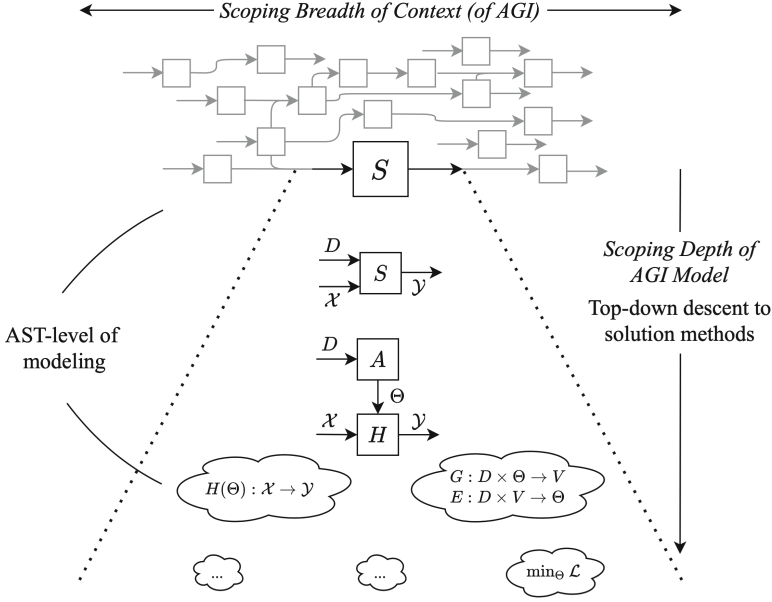 Scoping Breadth of Context (of AGI)
S
D
S
𝒳
𝒴
Scoping Depth of
AGI Model
Top-down descent to
solution methods
AST-level of
modeling
D
A
Θ
𝒳
H
𝒴
H(Θ) : 𝒳 → 𝒴
G : D × Θ → V
E : D × V → Θ
...
...
min_Θ ℒ